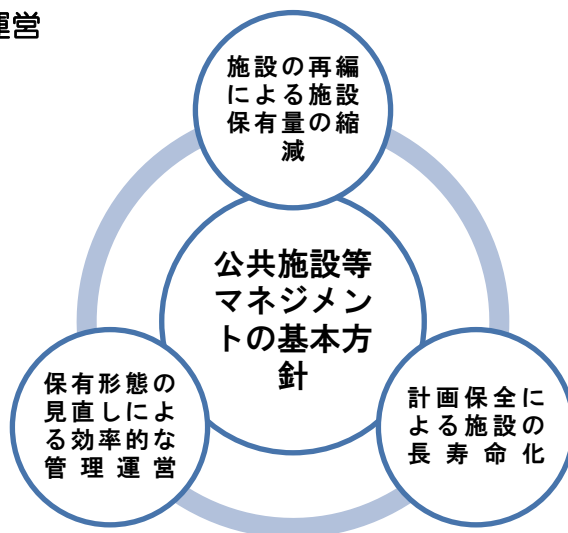 運営
施設の再編
による施設
保有量の縮
減
公共施設等
マネジメン
トの基本方
針
保有形態の
見直しによ
る効率的な
管理運営
計画保全に
よる施設の
長寿命化